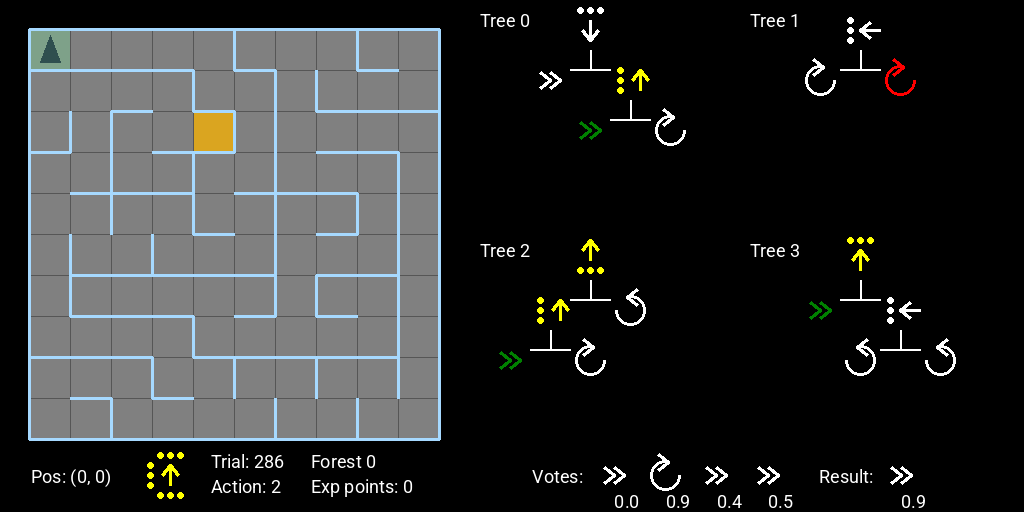 Tree 0
Tree 1
Tree 2
Tree 3
Pos: (0, 0)
Trial: 286
Forest 0
Action: 2
Exp points: 0
Votes:
Result:
0.0
0.9
0.4
0.5
0.9